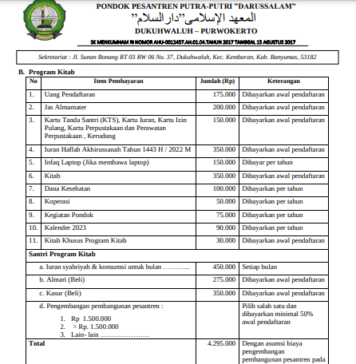 PONDOK PESANTREN PUTRA-PUTRI "DARUSSALAM"
المعهد الإسلامى "دار السلام"
DUKUHWALUH – PURWOKERTO
SK MENKUMHAM RI NOMOR AHU-0012457.AH.01.04.TAHUN 2017 TANGGAL 13 AGUSTUS 2017
Sekretariat : Jl. Sunan Bonang RT 03 RW 06 No. 37, Dukuhwaluh, Kec. Kembaran, Kab. Banyumas, 53182
B. Program Kitab
No Item Pembayaran Jumlah (Rp) Keterangan
1. Uang Pendaftaran 175.000 Dibayarkan awal pendaftaran
2. Jas Almamater 200.000 Dibayarkan awal pendaftaran
3. Kartu Tanda Santri (KTS), Kartu Iuran, Kartu Izin 150.000 Dibayarkan awal pendaftaran
Pulang, Kartu Perpustakaan dan Perawatan
Perpustakaan , Kerudung
4. Iuran Haflah Akhirussanah Tahun 1443 H / 2022 M 350.000 Dibayarkan awal pendaftaran
5. Infaq Laptop (Jika membawa laptop) 150.000 Dibayar per tahun
6. Kitab 350.000 Dibayarkan awal pendaftaran
7. Dana Kesehatan 100.000 Dibayarkan per tahun
8. Koperasi 50.000 Dibayarkan per tahun
9. Kegiatan Pondok 75.000 Dibayarkan per tahun
10. Kalender 2023 90.000 Dibayarkan per tahun
11. Kitab Khusus Program Kitab 30.000 Dibayarkan awal pendaftaran
Santri Program Kitab
a. Iuran syahriyah & konsumsi untuk bulan ........... 450.000 Setiap bulan
b. Almari (Beli) 275.000 Dibayarkan awal pendaftaran
c. Kasur (Beli) 350.000 Dibayarkan awal pendaftaran
d. Pengembangan pembangunan pesantren : Pilih salah satu dan
dibayarkan minimal 50%
1. Rp 1.500.000 awal pendaftaran
2. > Rp. 1.500.000
3. Lain- lain .....................
Total 4.295.000 Dengan asumsi biaya
pengembangan
pembangunan pesantren pada